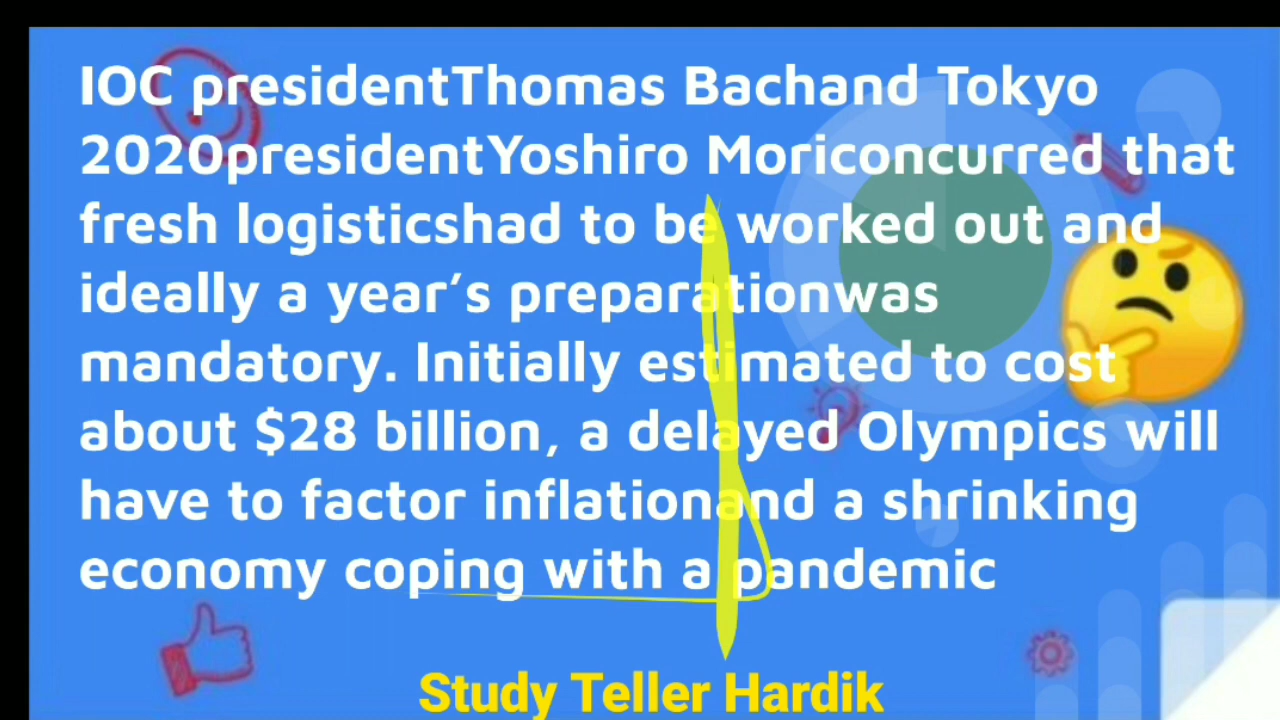 IOC presidentThomas Bachand Tokyo
2020presidentYoshiro Moriconcurred that
fresh logisticshad to be worked out and
ideally a year’s preparationwas
mandatory. Initially estimated to cost
about $28 billion, a delayed Olympics will
have to factor inflationand a shrinking
economy coping with a pandemic
Study Teller Hardik